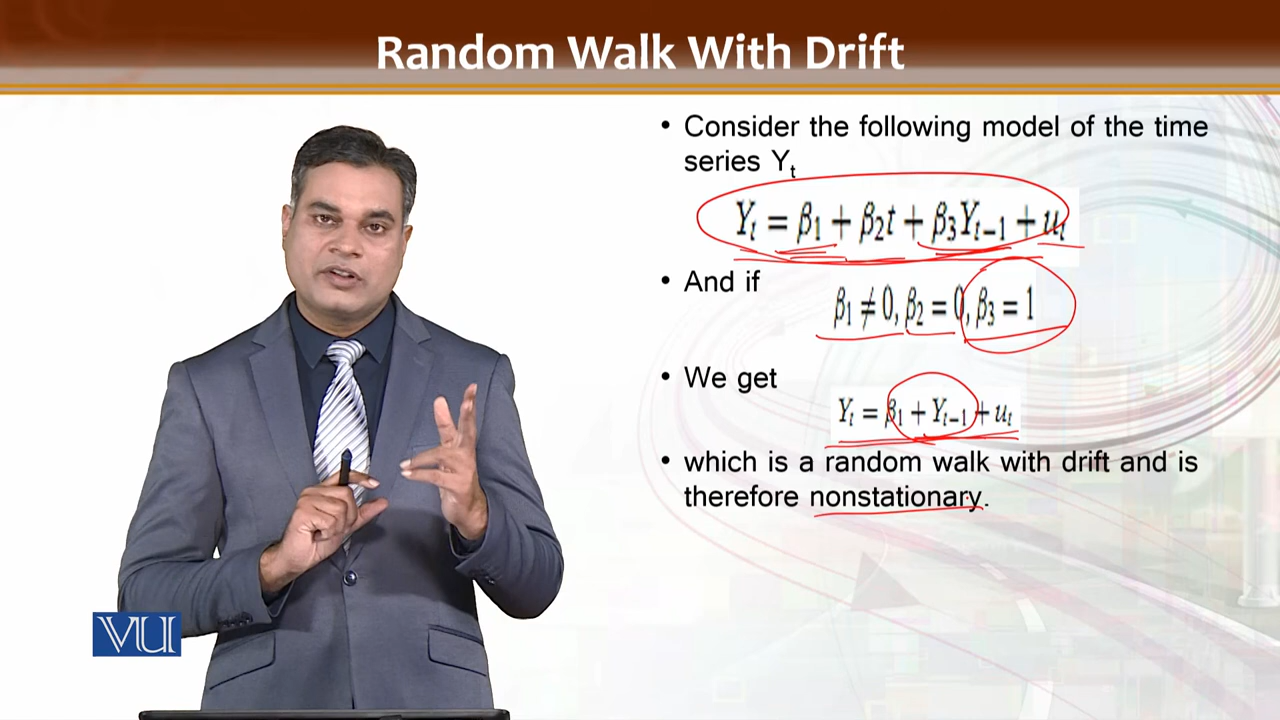 Random Walk With Drift
• Consider the following model of the time
series Yₜ
Yₜ = β₁ + β₂t + β₃Yₜ₋₁ + uₜ
• And if
β₁ ≠ 0, β₂ = 0, β₃ = 1
• We get
Yₜ = β₁ + Yₜ₋₁ + uₜ
• which is a random walk with drift and is
therefore nonstationary.
VU